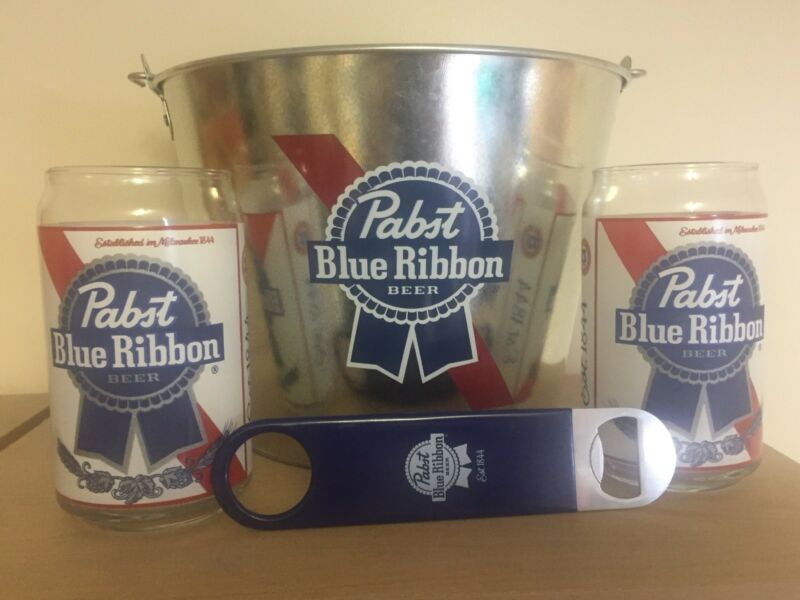 Pabst
Blue Ribbon
BEER
Established in Milwaukee 1844
Pabst
Blue Ribbon
BEER
®
Established in Milwaukee 184
Pabst
Blue Ribbon
BEER
Pabst
Blue Ribbon
Est 1844